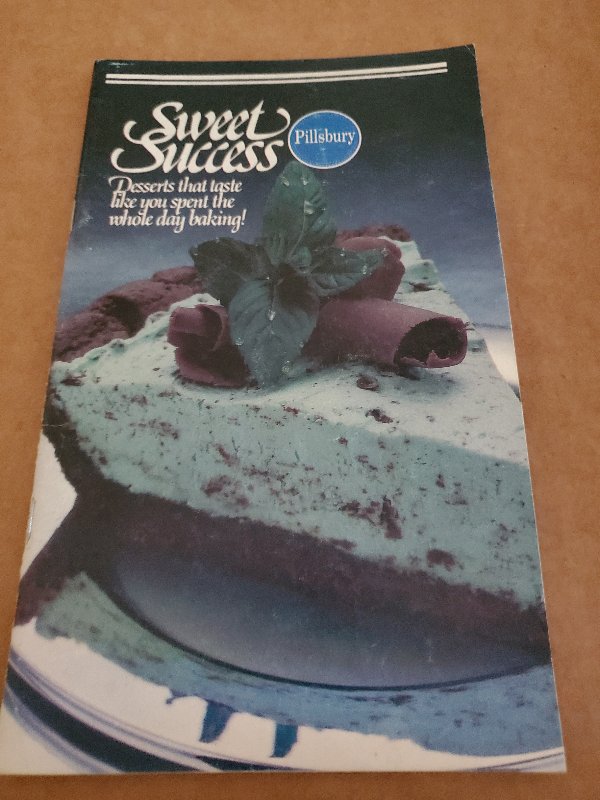 Sweet
Success
Pillsbury
Desserts that taste
like you spent the
whole day baking!